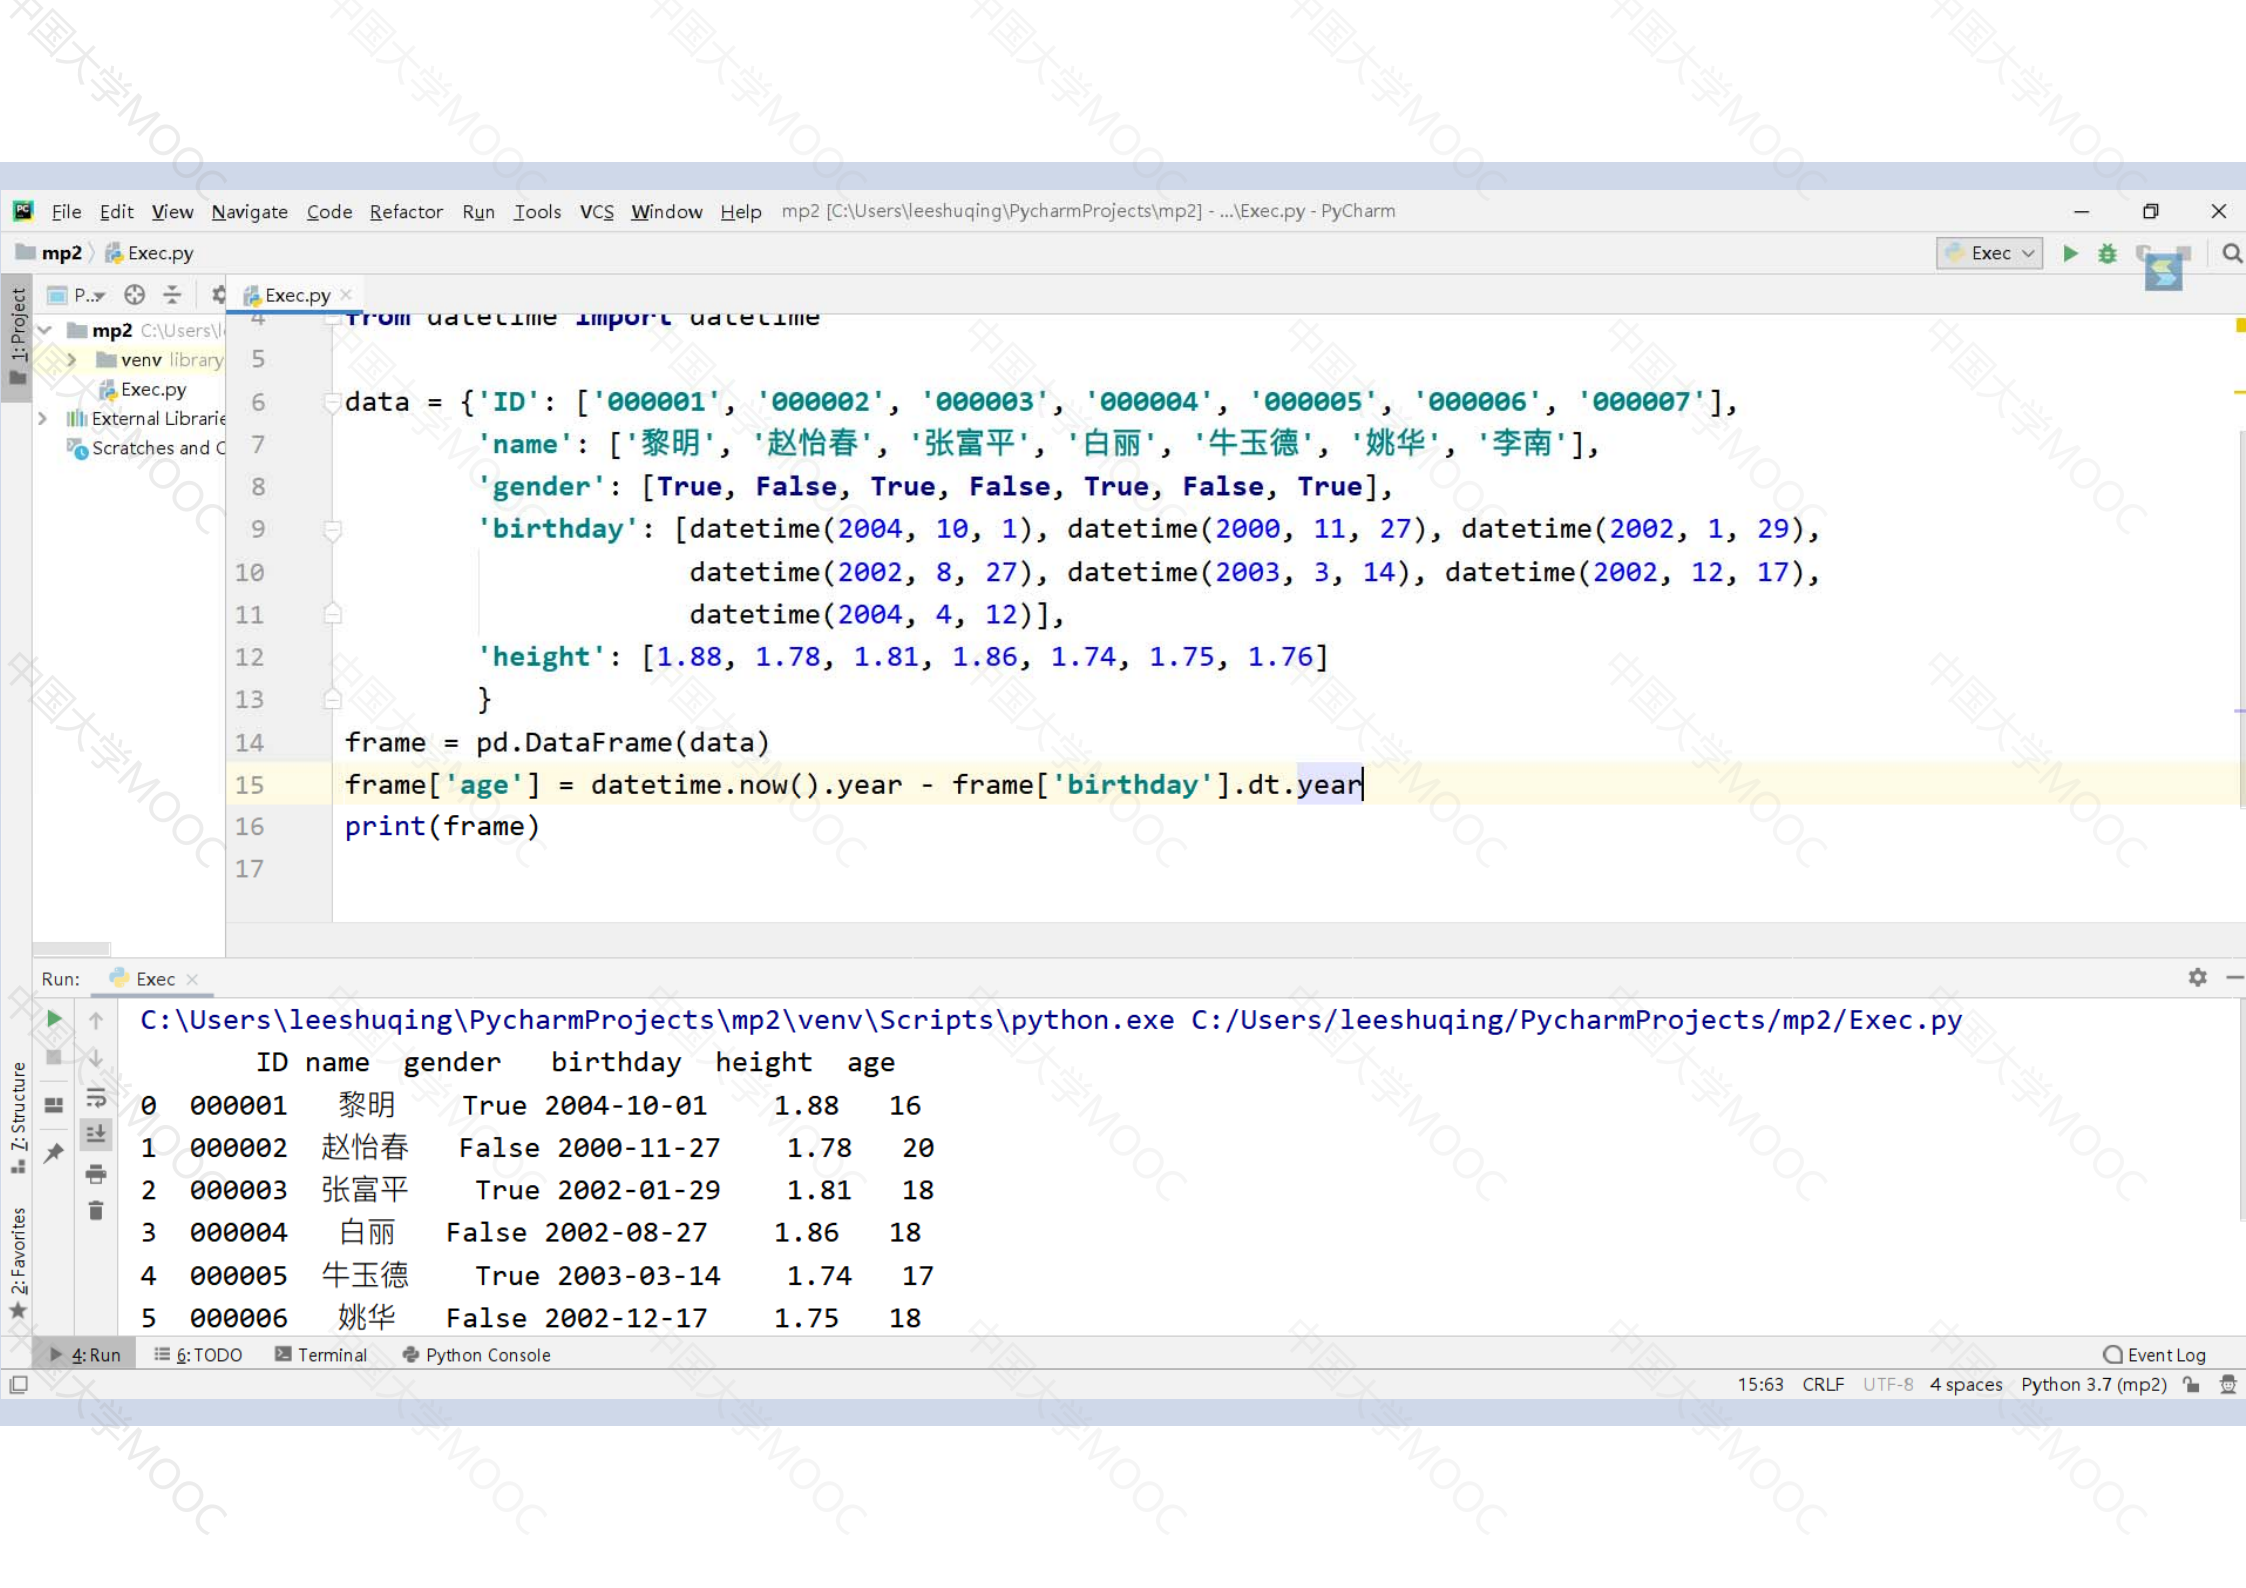 File Edit View Navigate Code Refactor Run Tools VCS Window Help mp2 [C:\Users\leeshuqing\PycharmProjects\mp2] - ...\Exec.py - PyCharm
mp2 Exec.py
Exec
1: Project
P..
Exec.py
mp2 C:\Users\l
venv library
Exec.py
External Librarie
Scratches and C
4 from datetime import datetime
5
6 data = {'ID': ['000001', '000002', '000003', '000004', '000005', '000006', '000007'],
7 'name': ['黎明', '赵怡春', '张富平', '白丽', '牛玉德', '姚华', '李南'],
8 'gender': [True, False, True, False, True, False, True],
9 'birthday': [datetime(2004, 10, 1), datetime(2000, 11, 27), datetime(2002, 1, 29),
10 datetime(2002, 8, 27), datetime(2003, 3, 14), datetime(2002, 12, 17),
11 datetime(2004, 4, 12)],
12 'height': [1.88, 1.78, 1.81, 1.86, 1.74, 1.75, 1.76]
13 }
14 frame = pd.DataFrame(data)
15 frame['age'] = datetime.now().year - frame['birthday'].dt.year
16 print(frame)
17
Run: Exec
C:\Users\leeshuqing\PycharmProjects\mp2\venv\Scripts\python.exe C:/Users/leeshuqing/PycharmProjects/mp2/Exec.py
ID name gender birthday height age
0 000001 黎明 True 2004-10-01 1.88 16
1 000002 赵怡春 False 2000-11-27 1.78 20
2 000003 张富平 True 2002-01-29 1.81 18
3 000004 白丽 False 2002-08-27 1.86 18
4 000005 牛玉德 True 2003-03-14 1.74 17
5 000006 姚华 False 2002-12-17 1.75 18
Z: Structure
2: Favorites
4: Run 6: TODO Terminal Python Console
Event Log
15:63 CRLF UTF-8 4 spaces Python 3.7 (mp2)
中国大学MOOC